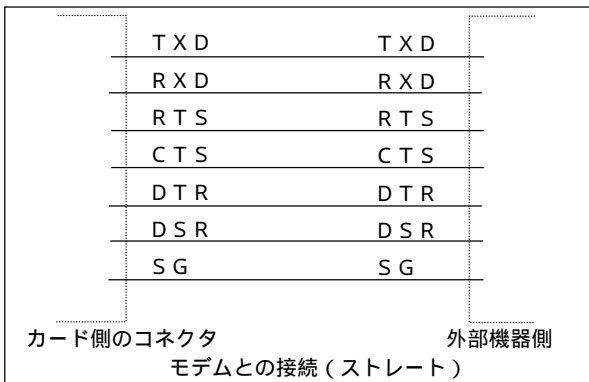 ＴＸＤ ＴＸＤ
ＲＸＤ ＲＸＤ
ＲＴＳ ＲＴＳ
ＣＴＳ ＣＴＳ
ＤＴＲ ＤＴＲ
ＤＳＲ ＤＳＲ
ＳＧ ＳＧ
カード側のコネクタ 外部機器側
モデムとの接続（ストレート）